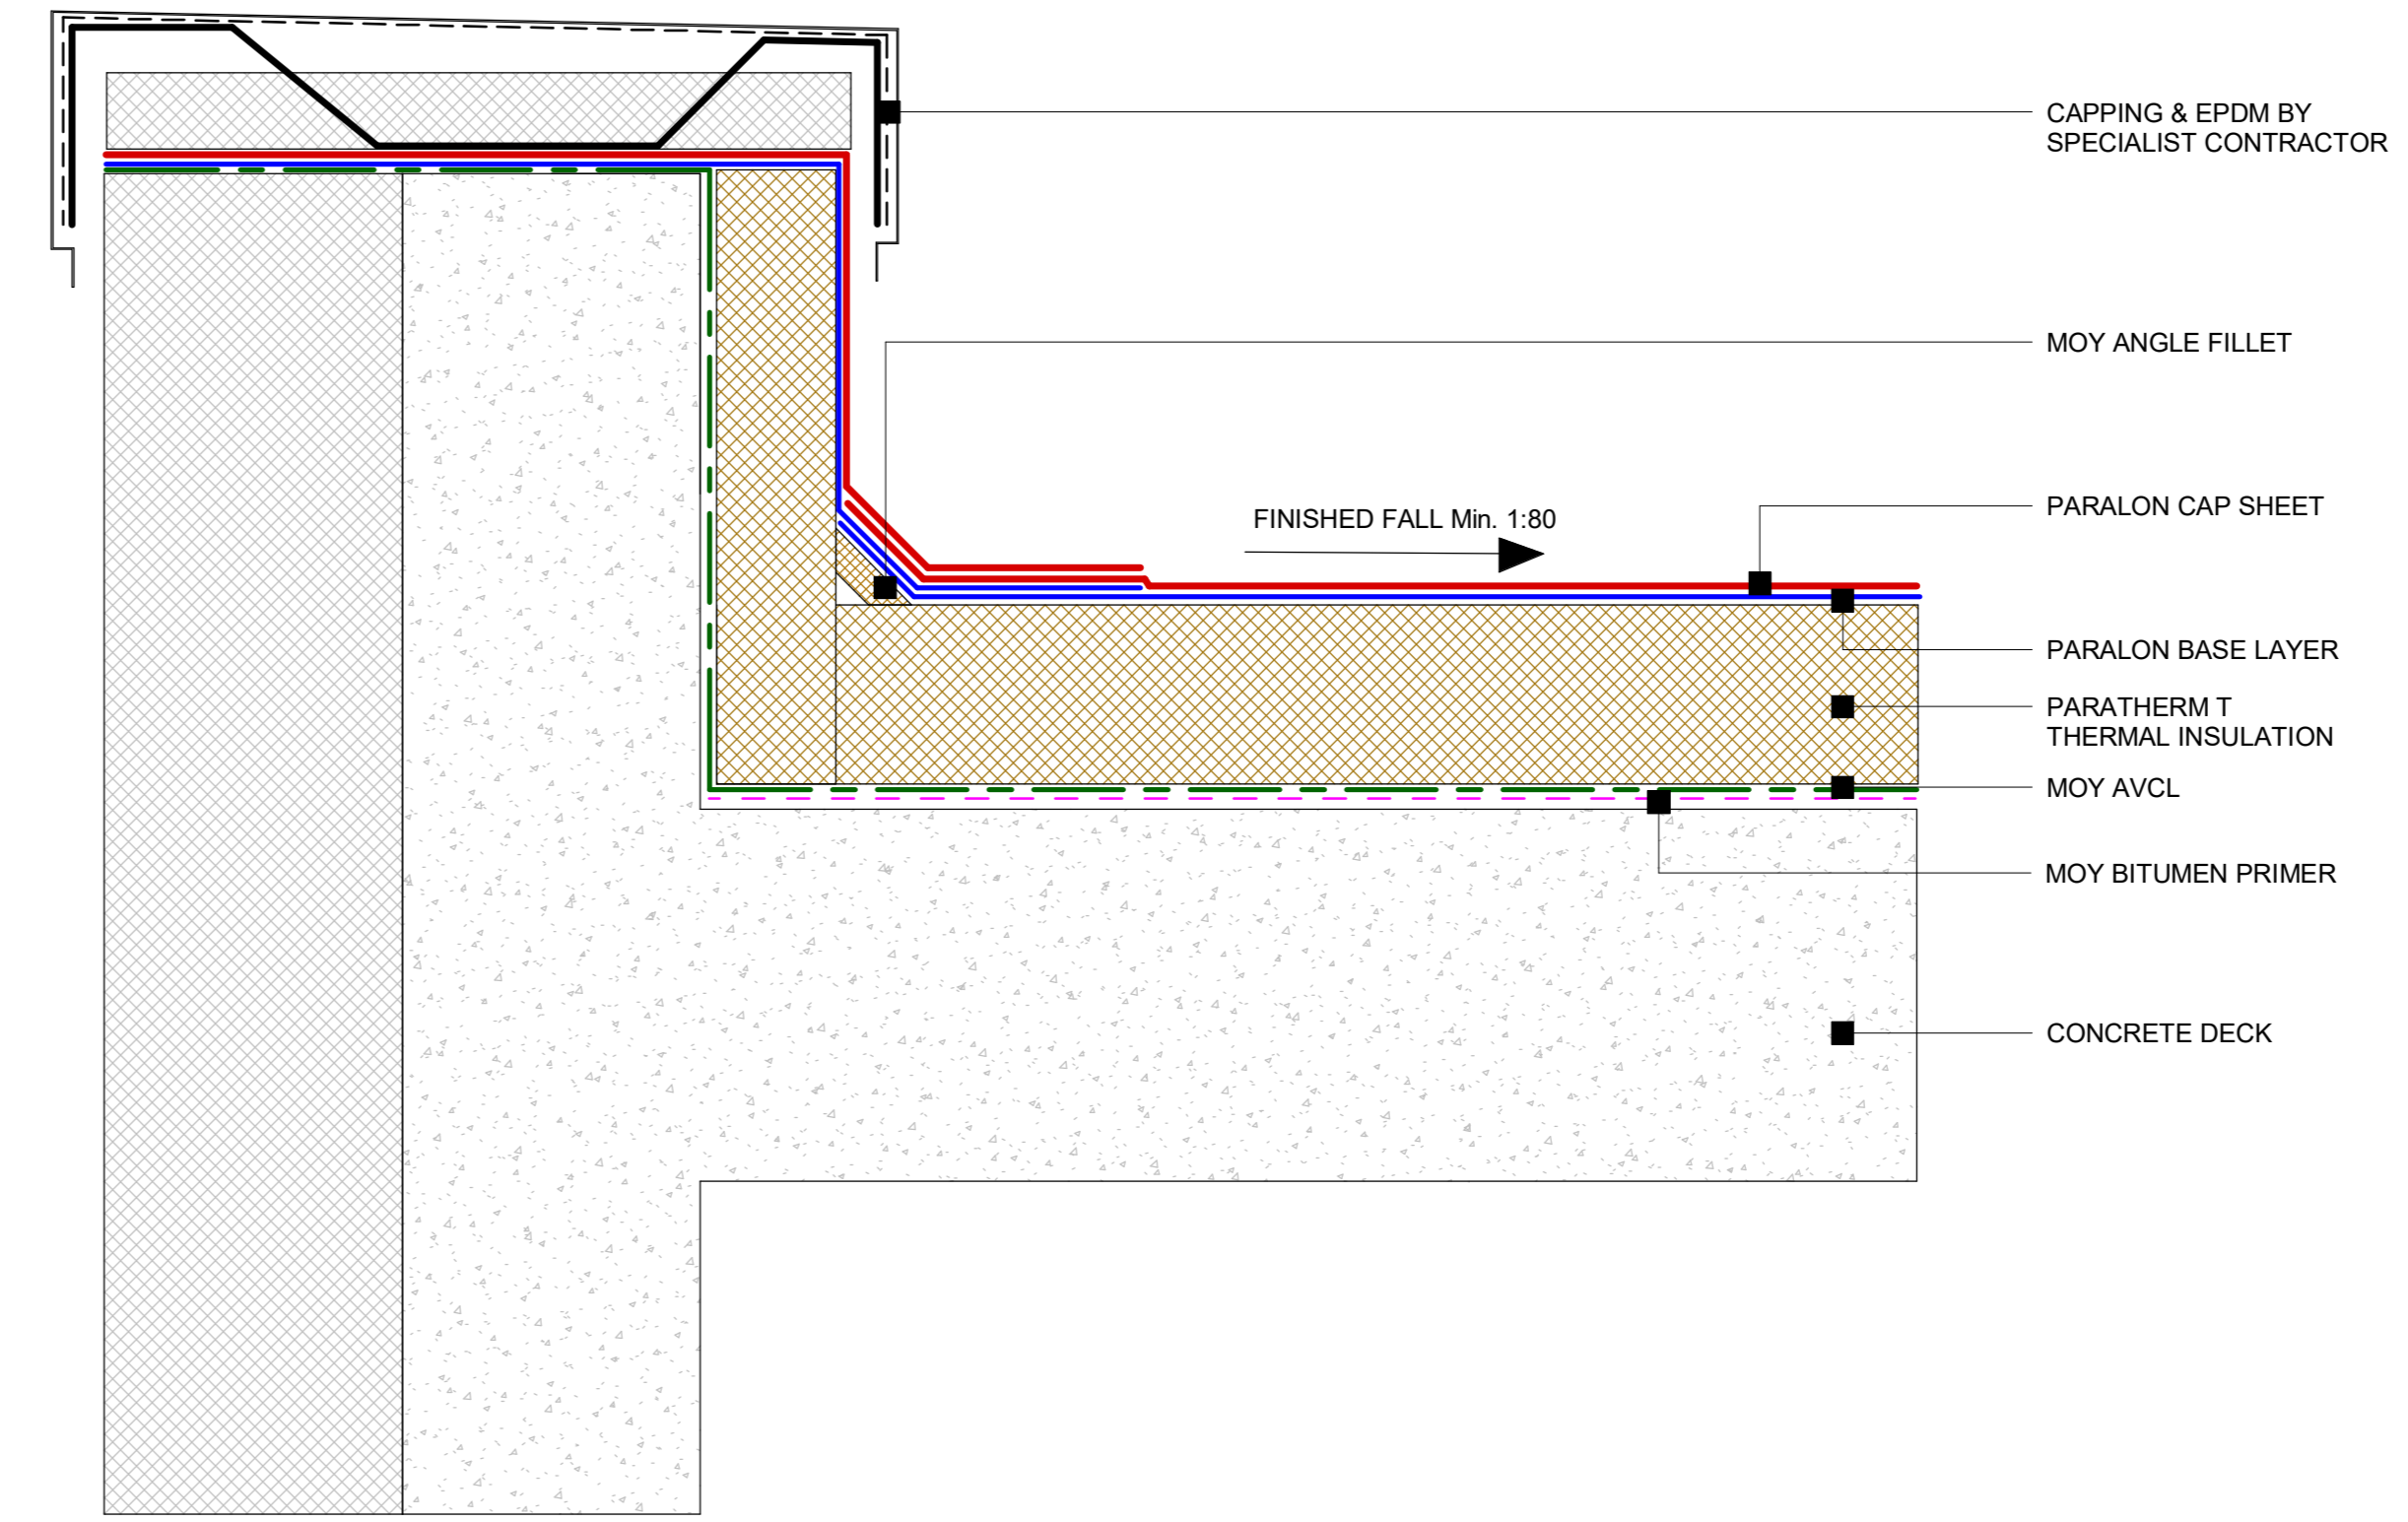 CAPPING & EPDM BY
SPECIALIST CONTRACTOR
MOY ANGLE FILLET
PARALON CAP SHEET
FINISHED FALL Min. 1:80
PARALON BASE LAYER
PARATHERM T
THERMAL INSULATION
MOY AVCL
MOY BITUMEN PRIMER
CONCRETE DECK